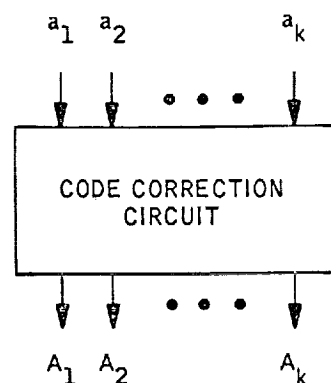 a₁ a₂ aₖ
CODE CORRECTION
CIRCUIT
A₁ A₂ Aₖ